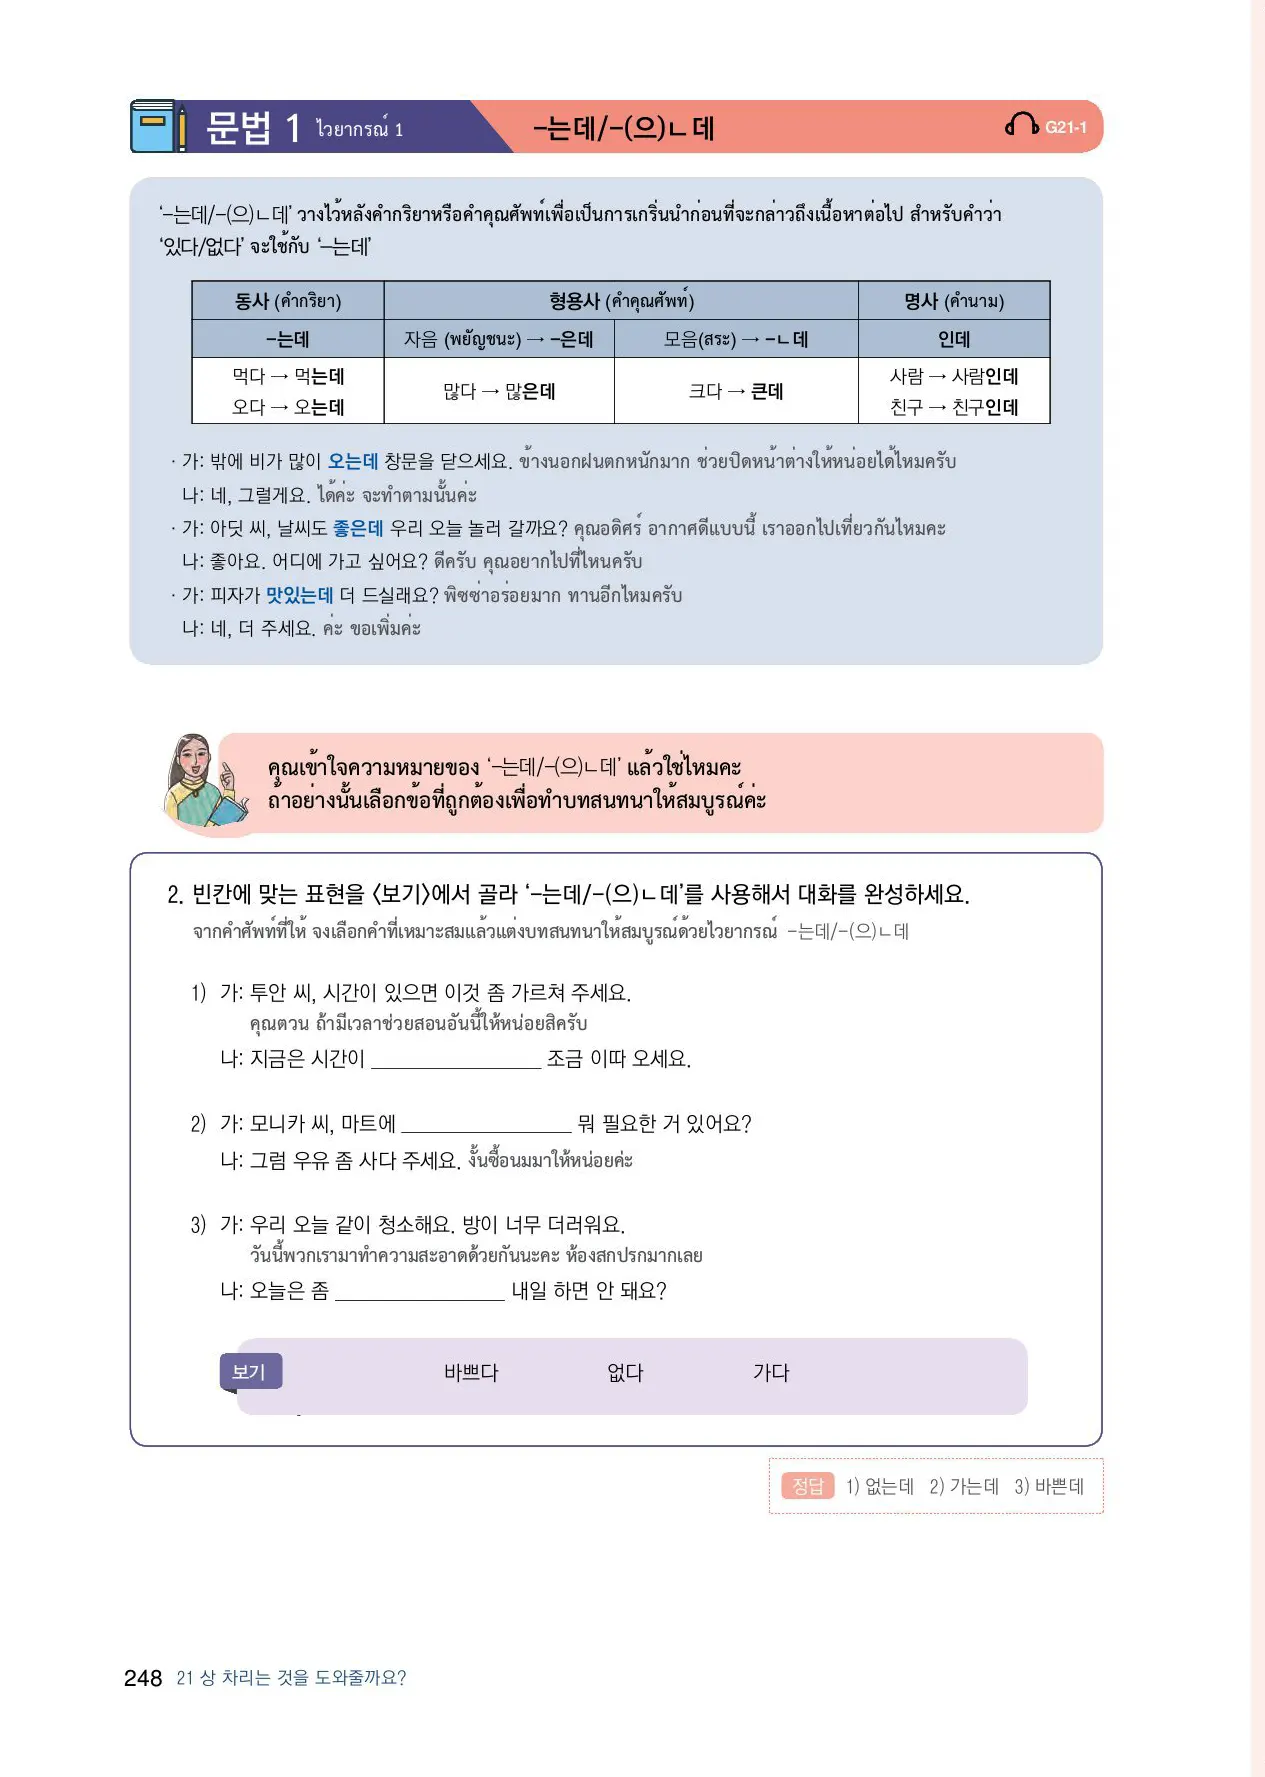 문법 1 ไวยากรณ์ 1 -는데/-(으)ㄴ데 G21-1
‘-는데/-(으)ㄴ데’ วางไว้หลังคำกริยาหรือคำคุณศัพท์เพื่อเป็นการเกริ่นนำก่อนที่จะกล่าวถึงเนื้อหาต่อไป สำหรับคำว่า
‘있다/없다’ จะใช้กับ ‘-는데’
동사 (คำกริยา) 형용사 (คำคุณศัพท์) 명사 (คำนาม)
-는데 자음 (พยัญชนะ) → -은데 모음(สระ) → -ㄴ데 인데
먹다 → 먹는데
오다 → 오는데
많다 → 많은데
크다 → 큰데
사람 → 사람인데
친구 → 친구인데
· 가: 밖에 비가 많이 오는데 창문을 닫으세요. ข้างนอกฝนตกหนักมาก ช่วยปิดหน้าต่างให้หน่อยได้ไหมครับ
나: 네, 그럴게요. ได้ค่ะ จะทำตามนั้นค่ะ
· 가: 아딧 씨, 날씨도 좋은데 우리 오늘 놀러 갈까요? คุณอดิศร์ อากาศดีแบบนี้ เราออกไปเที่ยวกันไหมคะ
나: 좋아요. 어디에 가고 싶어요? ดีครับ คุณอยากไปที่ไหนครับ
· 가: 피자가 맛있는데 더 드실래요? พิซซ่าอร่อยมาก ทานอีกไหมครับ
나: 네, 더 주세요. ค่ะ ขอเพิ่มค่ะ
คุณเข้าใจความหมายของ ‘-는데/-(으)ㄴ데’ แล้วใช่ไหมคะ
ถ้าอย่างนั้นเลือกข้อที่ถูกต้องเพื่อทำบทสนทนาให้สมบูรณ์ค่ะ
2. 빈칸에 맞는 표현을 〈보기〉에서 골라 ‘-는데/-(으)ㄴ데’를 사용해서 대화를 완성하세요.
จากคำศัพท์ที่ให้ จงเลือกคำที่เหมาะสมแล้วแต่งบทสนทนาให้สมบูรณ์ด้วยไวยากรณ์ -는데/-(으)ㄴ데
1) 가: 투안 씨, 시간이 있으면 이것 좀 가르쳐 주세요.
คุณตวน ถ้ามีเวลาช่วยสอนอันนี้ให้หน่อยสิครับ
나: 지금은 시간이 ________________ 조금 이따 오세요.
2) 가: 모니카 씨, 마트에 ________________ 뭐 필요한 거 있어요?
나: 그럼 우유 좀 사다 주세요. งั้นซื้อนมมาให้หน่อยค่ะ
3) 가: 우리 오늘 같이 청소해요. 방이 너무 더러워요.
วันนี้พวกเรามาทำความสะอาดด้วยกันนะคะ ห้องสกปรกมากเลย
나: 오늘은 좀 ________________ 내일 하면 안 돼요?
보기 바쁘다 없다 가다
정답 1) 없는데 2) 가는데 3) 바쁜데
248 21 상 차리는 것을 도와줄까요?